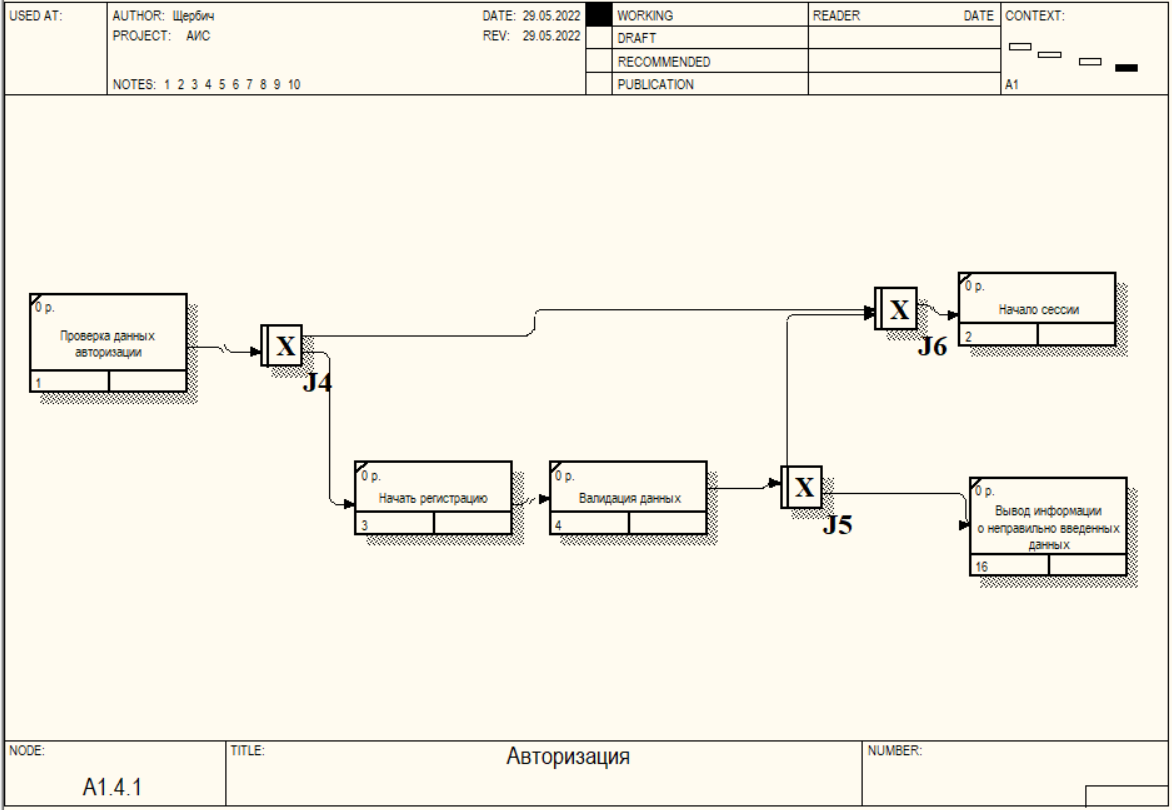 USED AT:
AUTHOR: Щербич
DATE: 29.05.2022
WORKING
READER
DATE
CONTEXT:
PROJECT: АИС
REV: 29.05.2022
DRAFT
RECOMMENDED
NOTES: 1 2 3 4 5 6 7 8 9 10
PUBLICATION
A1
0 р.
Проверка данных
авторизации
1
X
J4
X
J6
0 р.
Начало сессии
2
0 р.
Начать регистрацию
3
0 р.
Валидация данных
4
X
J5
0 р.
Вывод информации
о неправильно введенных
данных
16
NODE:
A1.4.1
TITLE:
Авторизация
NUMBER: